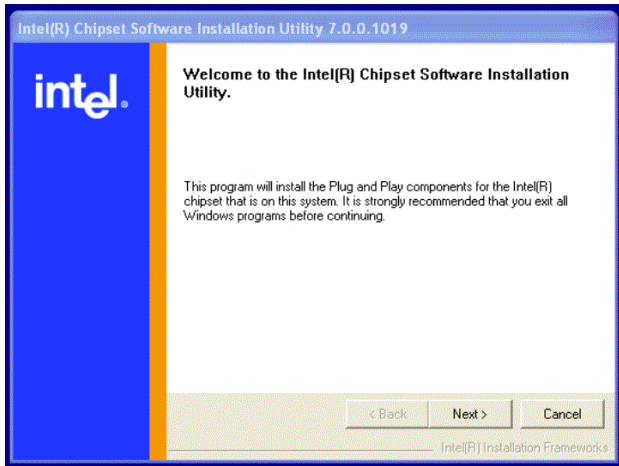 Intel(R) Chipset Software Installation Utility 7.0.0.1019
intel.
Welcome to the Intel(R) Chipset Software Installation
Utility.
This program will install the Plug and Play components for the Intel(R)
chipset that is on this system. It is strongly recommended that you exit all
Windows programs before continuing.
< Back
Next >
Cancel
Intel(R) Installation Frameworks